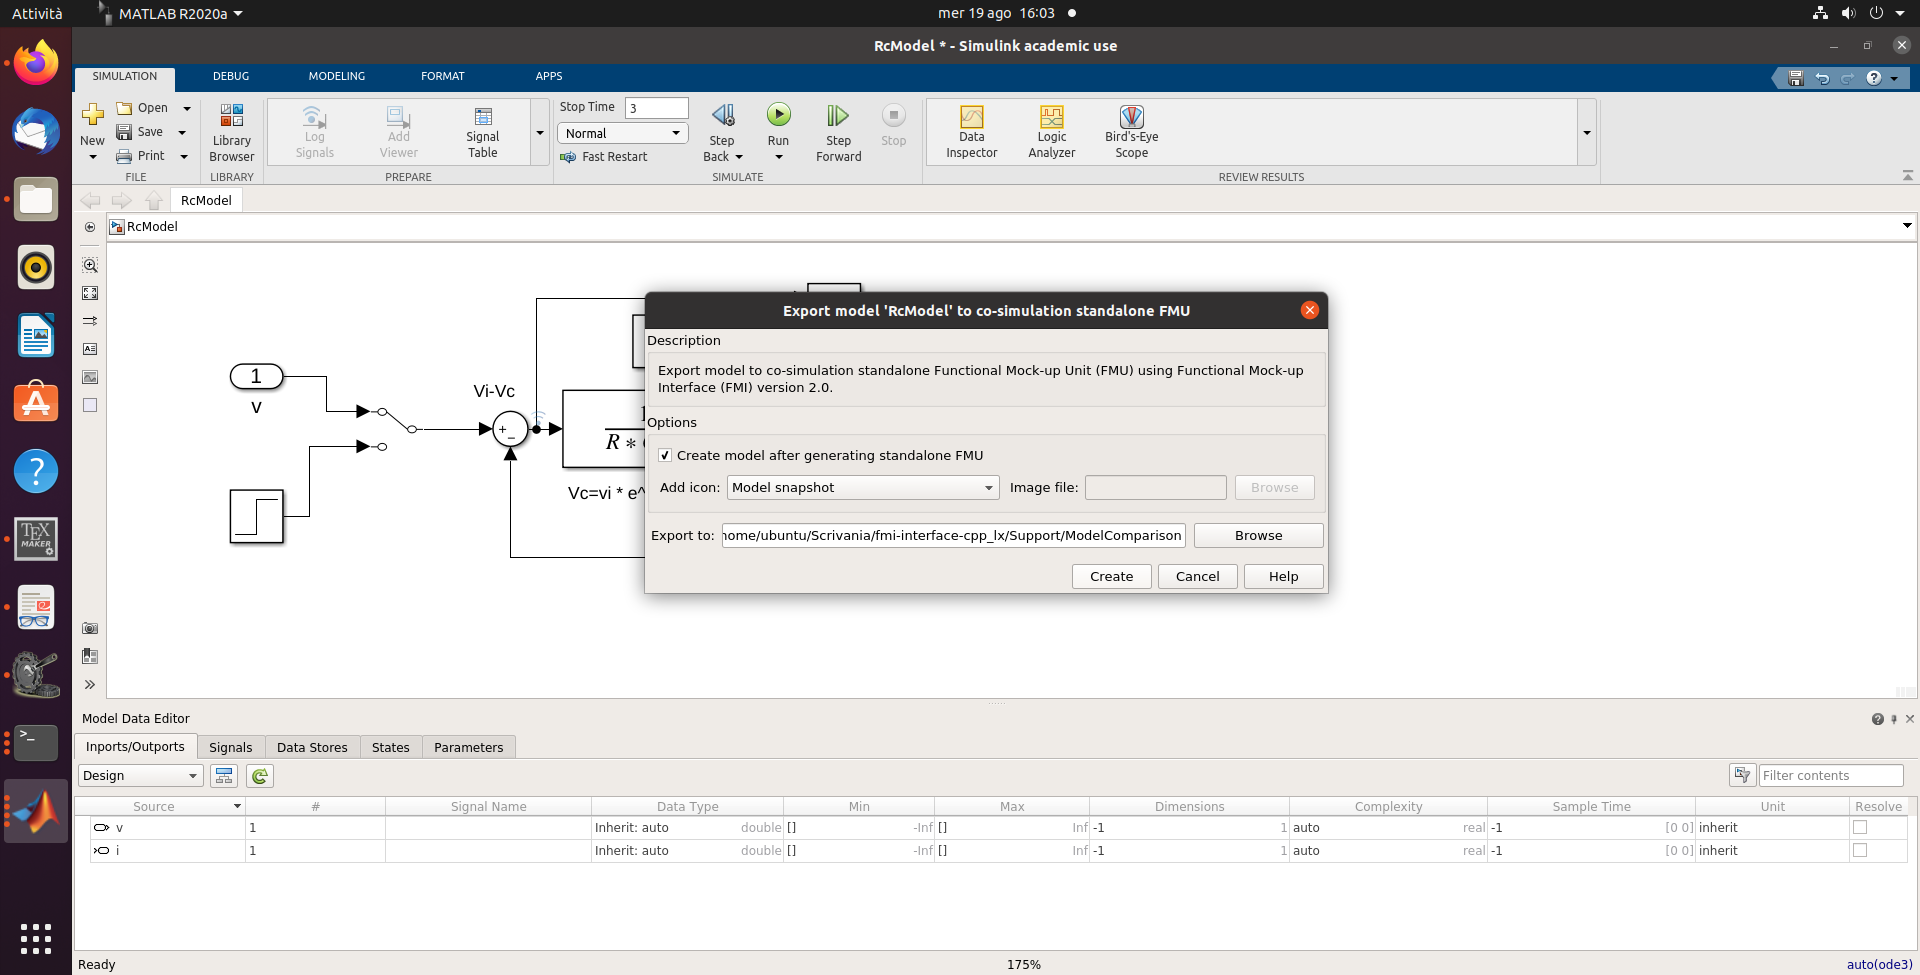 Attività
MATLAB R2020a
mer 19 ago 16:03
RcModel * - Simulink academic use
SIMULATION
DEBUG
MODELING
FORMAT
APPS
New
Open
Save
Print
FILE
Library
Browser
LIBRARY
Log
Signals
Add
Viewer
Signal
Table
PREPARE
Stop Time
3
Normal
Fast Restart
Step
Back
Run
Step
Forward
Stop
SIMULATE
Data
Inspector
Logic
Analyzer
Bird's-Eye
Scope
REVIEW RESULTS
RcModel
RcModel
1
v
Vi-Vc
R *
Vc=vi * e^
Export model 'RcModel' to co-simulation standalone FMU
Description
Export model to co-simulation standalone Functional Mock-up Unit (FMU) using Functional Mock-up
Interface (FMI) version 2.0.
Options
Create model after generating standalone FMU
Add icon:
Model snapshot
Image file:
Browse
Export to:
home/ubuntu/Scrivania/fmi-interface-cpp_lx/Support/ModelComparison
Browse
Create
Cancel
Help
TEX
MAKER
Model Data Editor
Inports/Outports
Signals
Data Stores
States
Parameters
Design
Filter contents
Source # Signal Name Data Type Min Max Dimensions Complexity Sample Time Unit Resolve
v 1 Inherit: auto double [] -Inf [] Inf -1 1 auto real -1 [0 0] inherit
i 1 Inherit: auto double [] -Inf [] Inf -1 1 auto real -1 [0 0] inherit
Ready
175%
auto(ode3)